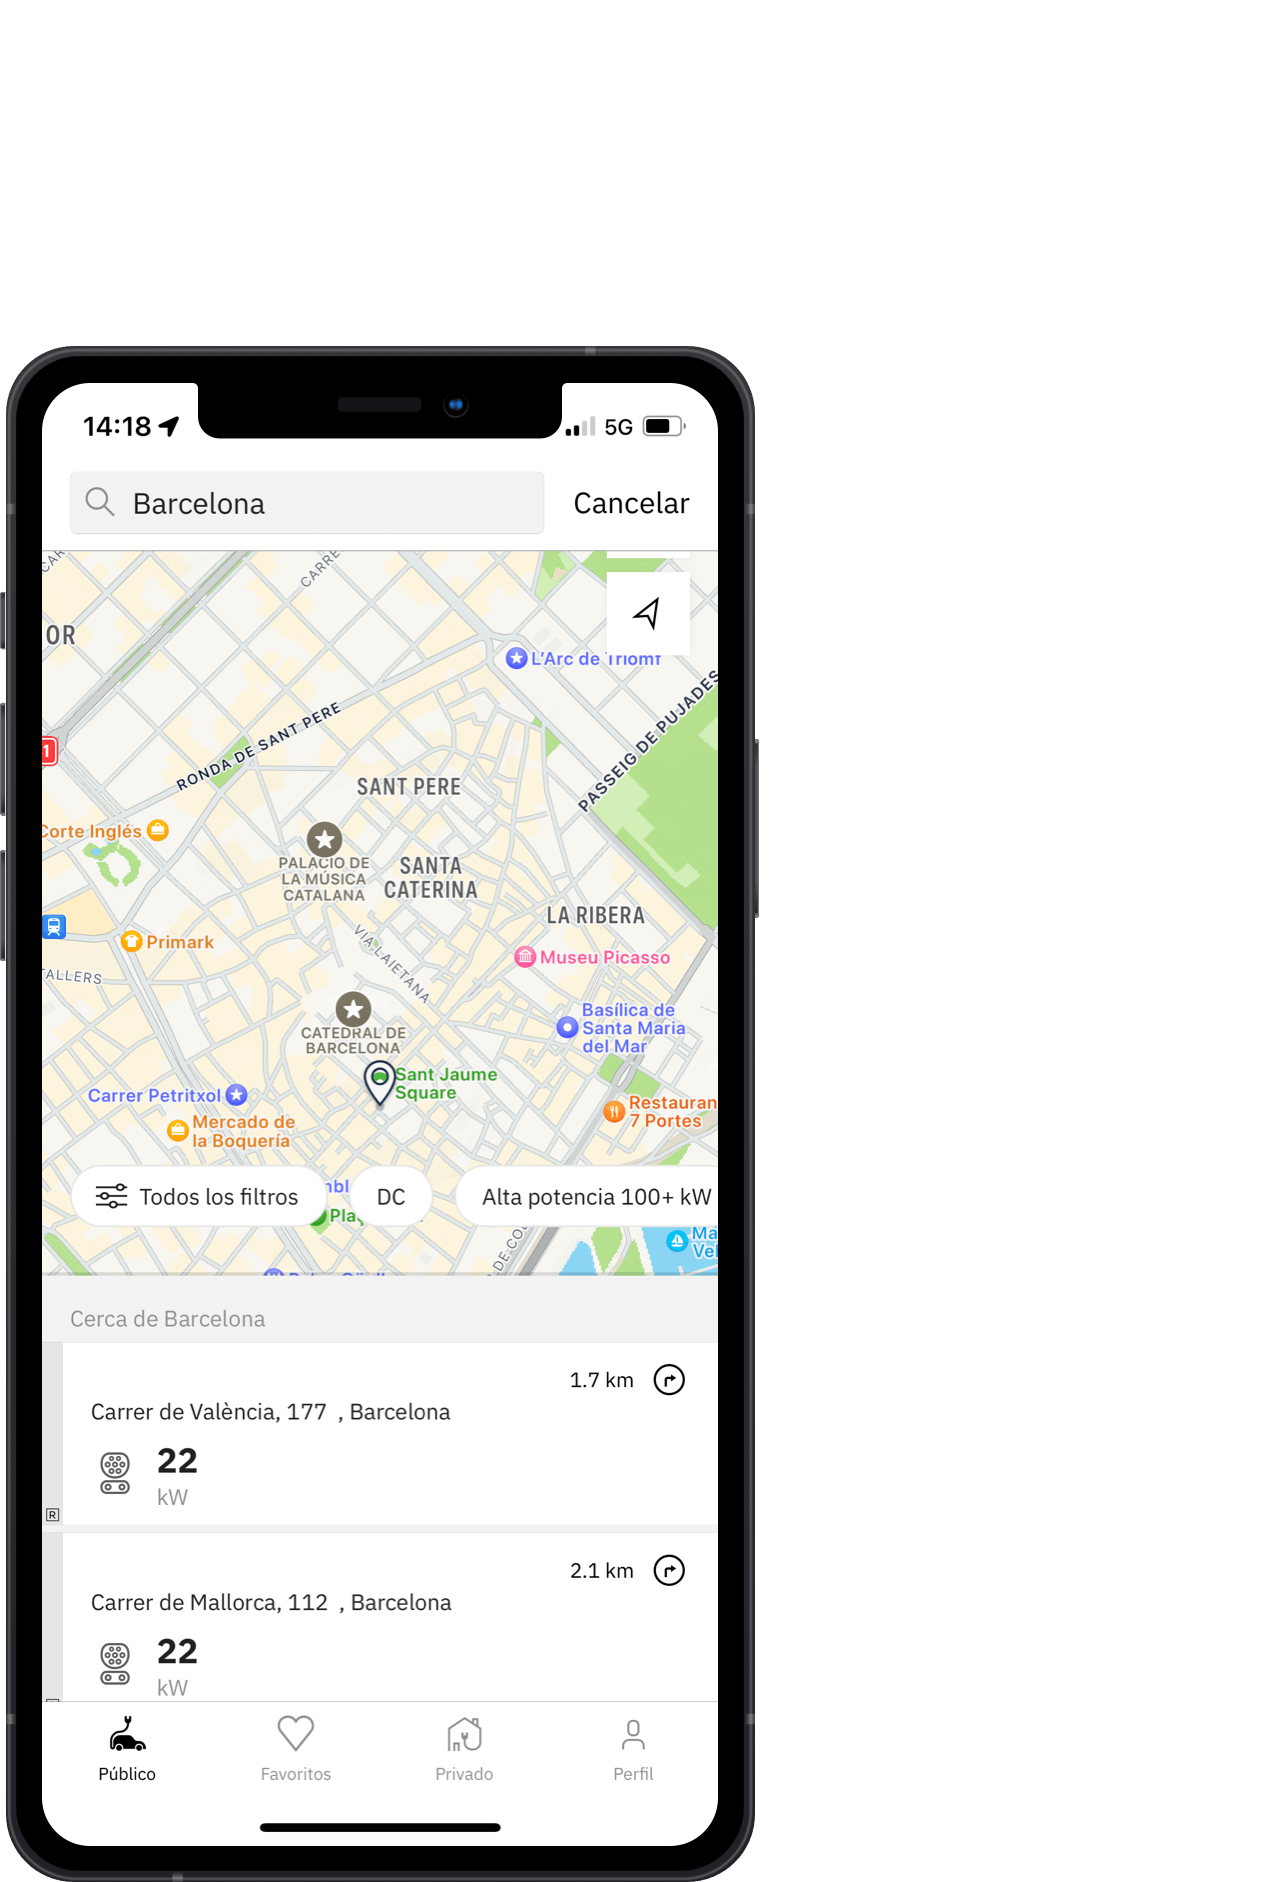 14:18
5G
Barcelona
Cancelar
CARRE
OR
L'Arc de Triomf
PASSEIG DE PUJADES
RONDA DE SANT PERE
1
SANT PERE
Corte Inglés
PALACIO DE
LA MÚSICA
CATALANA
SANTA
CATERINA
LA RIBERA
Primark
VIA LAIETANA
Museu Picasso
TALLERS
CATEDRAL DE
BARCELONA
Basílica de
Santa Maria
del Mar
Sant Jaume
Square
Carrer Petritxol
Mercado de
la Boquería
Restauran
7 Portes
Todos los filtros
DC
Alta potencia 100+ kW
Cerca de Barcelona
1.7 km
Carrer de València, 177 , Barcelona
22
kW
R
2.1 km
Carrer de Mallorca, 112 , Barcelona
22
kW
Público
Favoritos
Privado
Perfil